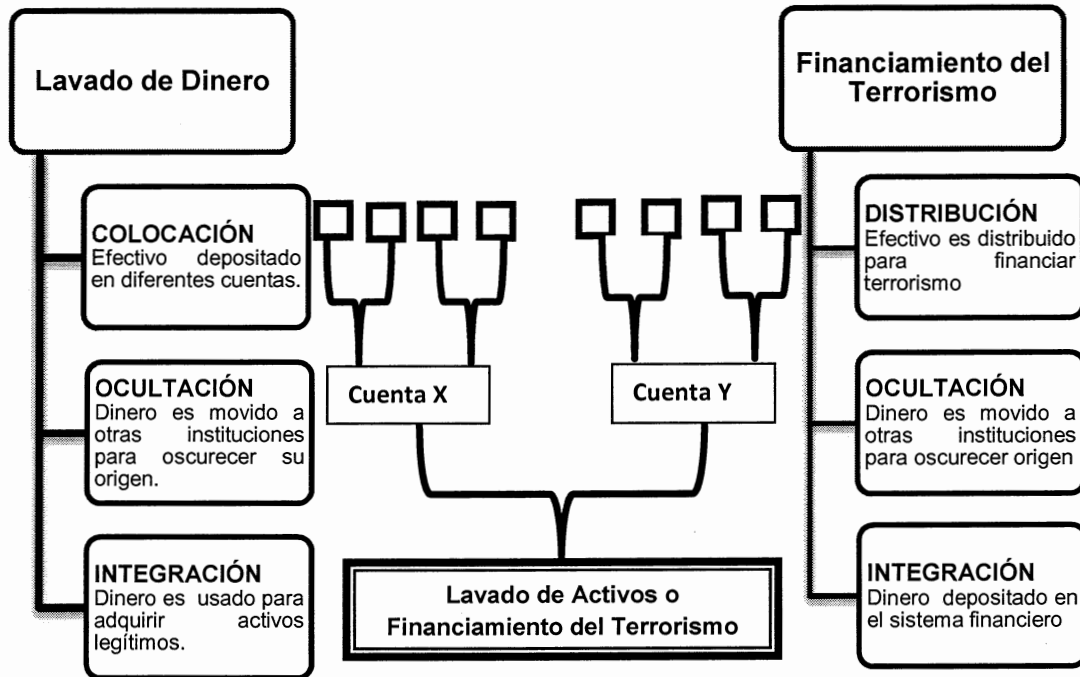 Lavado de Dinero
COLOCACIÓN
Efectivo depositado
en diferentes cuentas.
OCULTACIÓN
Dinero es movido a
otras instituciones
para oscurecer su
origen.
INTEGRACIÓN
Dinero es usado para
adquirir activos
legítimos.
Cuenta X
Cuenta Y
Lavado de Activos o
Financiamiento del Terrorismo
Financiamiento del
Terrorismo
DISTRIBUCIÓN
Efectivo es distribuido
para financiar
terrorismo
OCULTACIÓN
Dinero es movido a
otras instituciones
para oscurecer origen
INTEGRACIÓN
Dinero depositado en
el sistema financiero